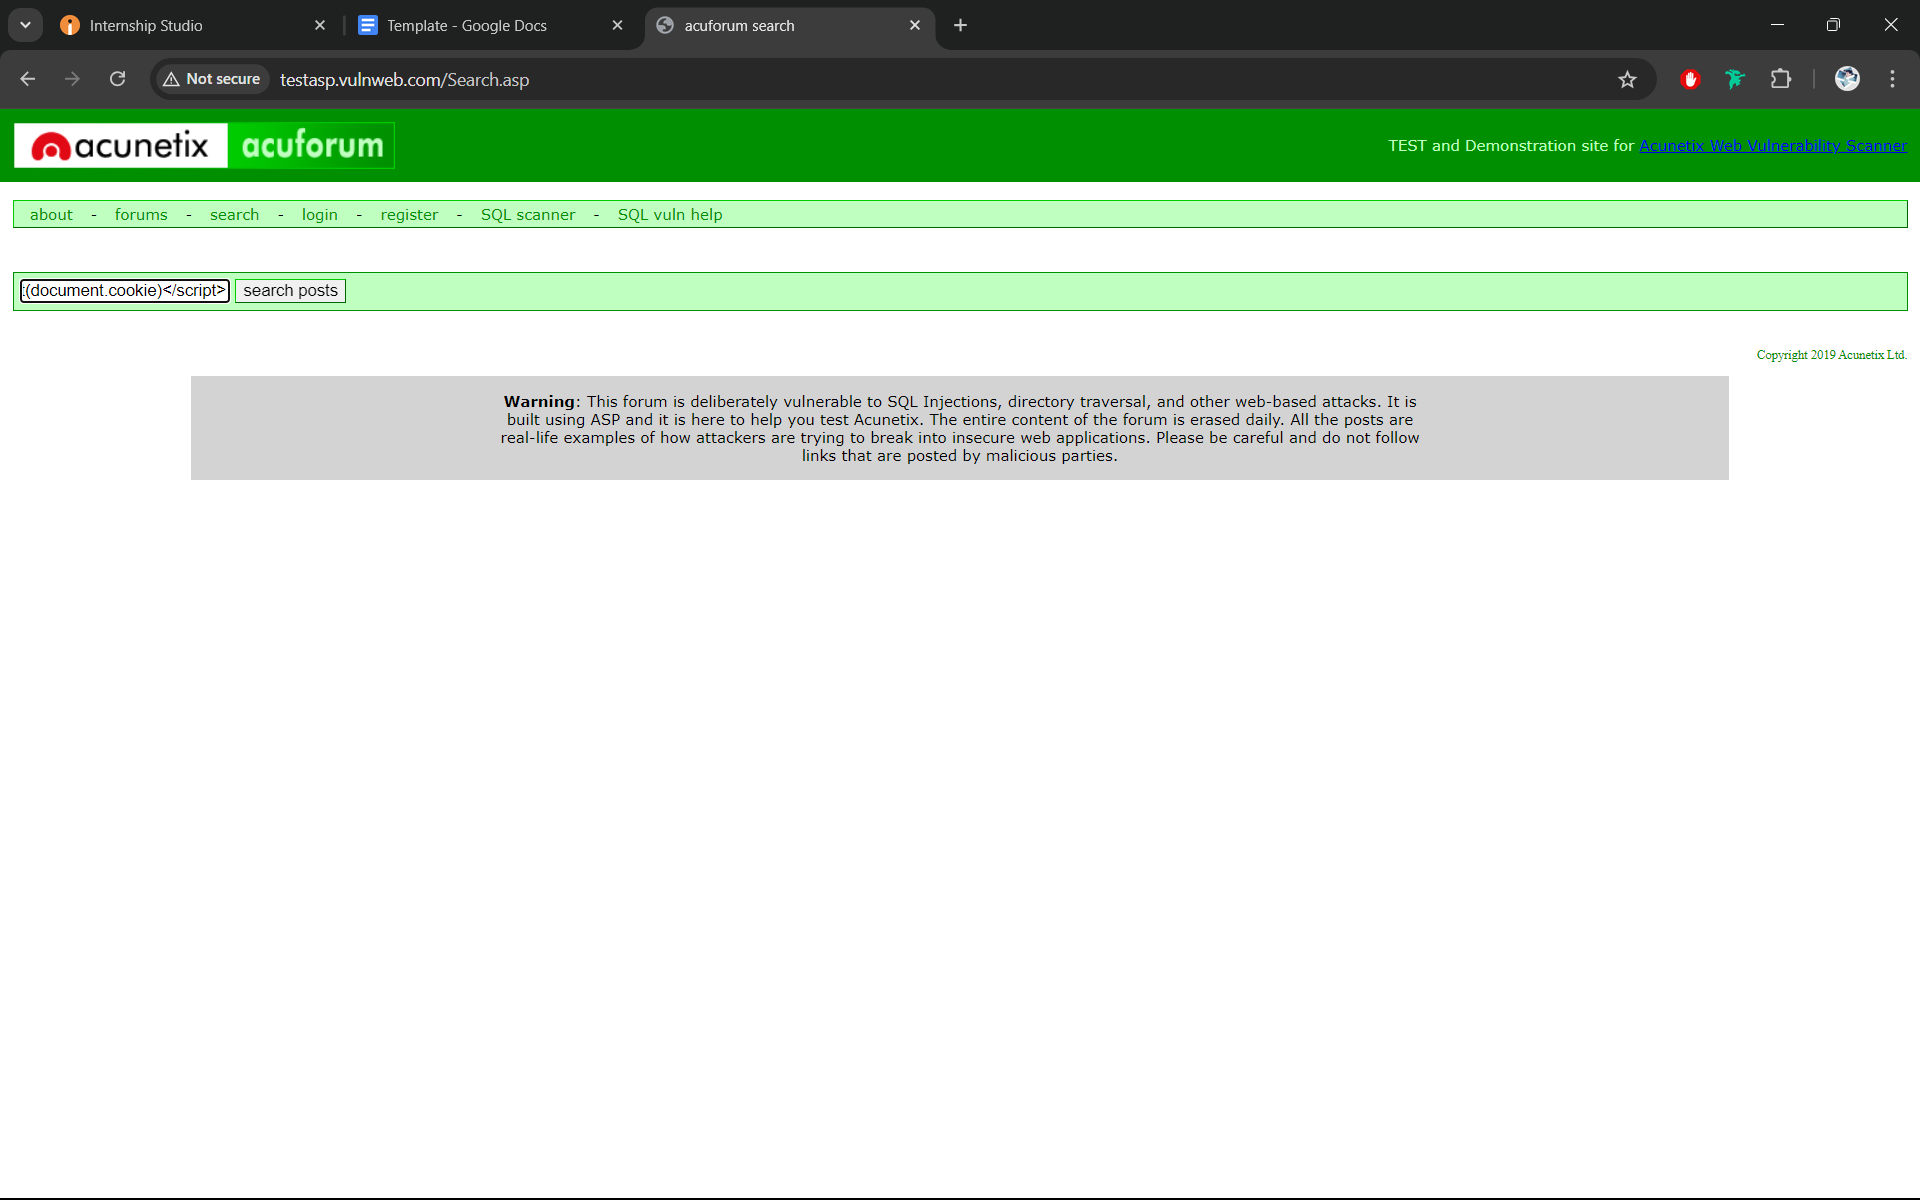 Internship Studio
Template - Google Docs
acuforum search
Not secure
testasp.vulnweb.com/Search.asp
acunetix acuforum
TEST and Demonstration site for Acunetix Web Vulnerability Scanner
about - forums - search - login - register - SQL scanner - SQL vuln help
(document.cookie)</script> search posts
Copyright 2019 Acunetix Ltd.
Warning: This forum is deliberately vulnerable to SQL Injections, directory traversal, and other web-based attacks. It is
built using ASP and it is here to help you test Acunetix. The entire content of the forum is erased daily. All the posts are
real-life examples of how attackers are trying to break into insecure web applications. Please be careful and do not follow
links that are posted by malicious parties.